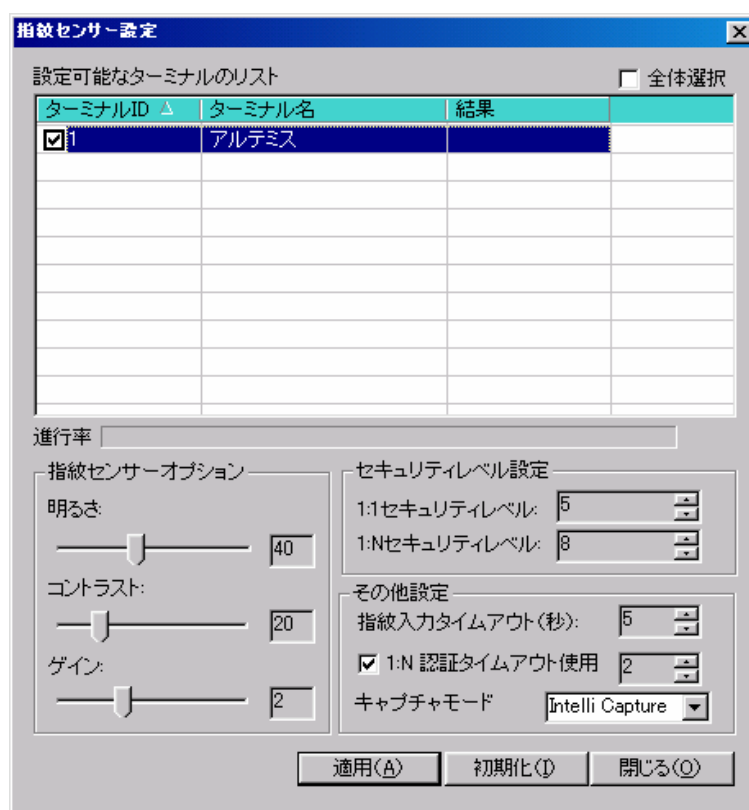 指紋センサー設定
設定可能なターミナルのリスト 全体選択
ターミナルID ターミナル名 結果
1 アルテミス
進行率
指紋センサーオプション
明るさ:
40
コントラスト:
20
ゲイン:
2
セキュリティレベル設定
1:1セキュリティレベル: 5
1:Nセキュリティレベル: 8
その他設定
指紋入力タイムアウト(秒): 5
1:N 認証タイムアウト使用 2
キャプチャモード Intelli Capture
適用(A) 初期化(I) 閉じる(O)